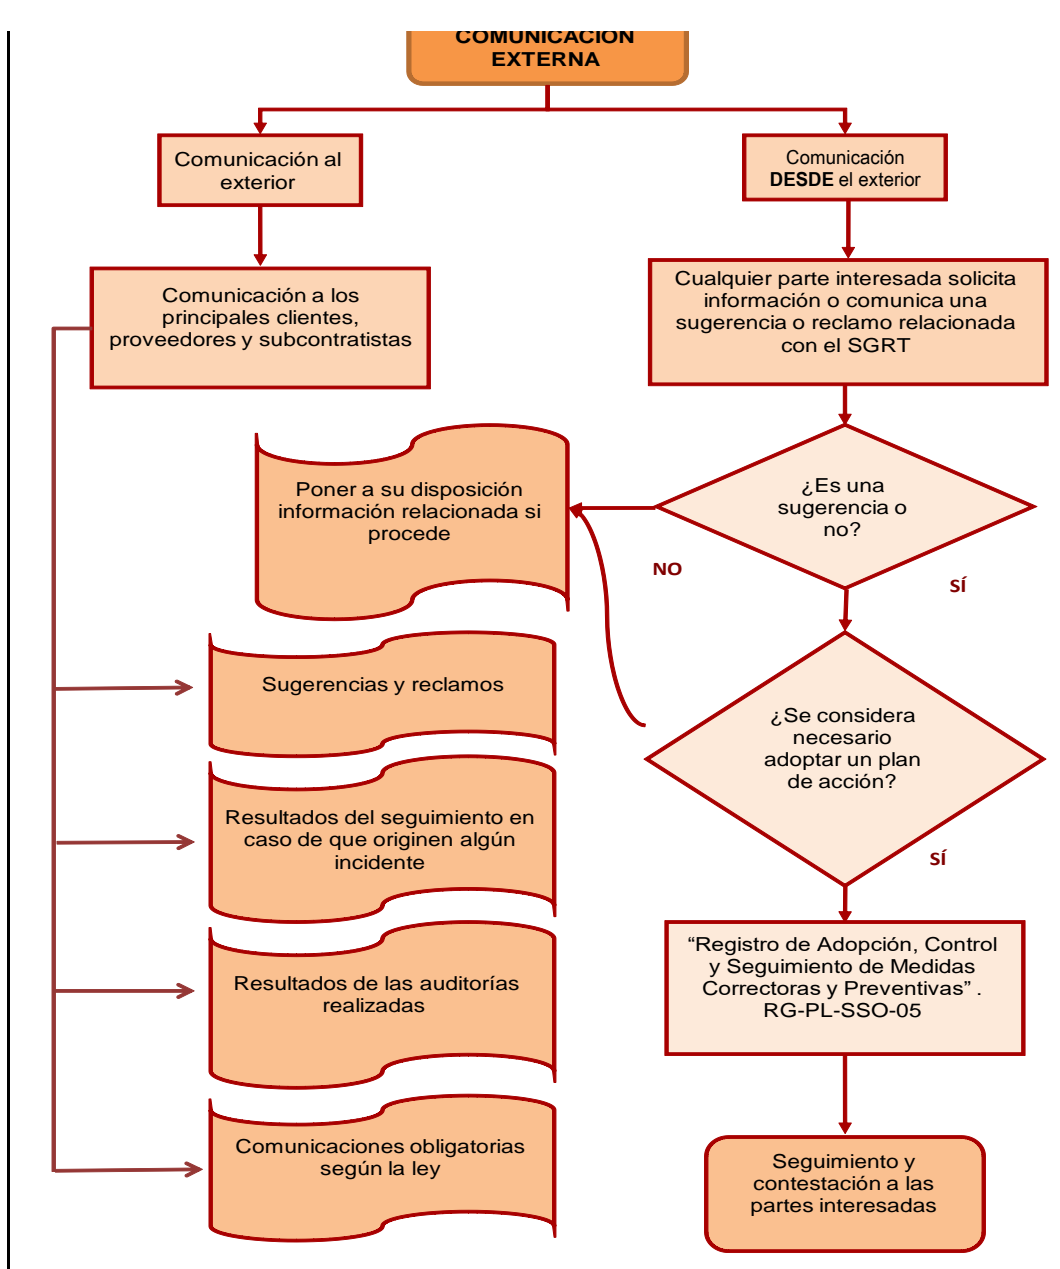 COMUNICACIÓN
EXTERNA
Comunicación al
exterior
Comunicación
DESDE el exterior
Comunicación a los
principales clientes,
proveedores y subcontratistas
Cualquier parte interesada solicita
información o comunica una
sugerencia o reclamo relacionada
con el SGRT
¿Es una
sugerencia o
no?
Poner a su disposición
información relacionada si
procede
NO
SÍ
Sugerencias y reclamos
¿Se considera
necesario
adoptar un plan
de acción?
Resultados del seguimiento en
caso de que originen algún
incidente
SÍ
“Registro de Adopción, Control
y Seguimiento de Medidas
Correctoras y Preventivas” .
RG-PL-SSO-05
Resultados de las auditorías
realizadas
Comunicaciones obligatorias
según la ley
Seguimiento y
contestación a las
partes interesadas